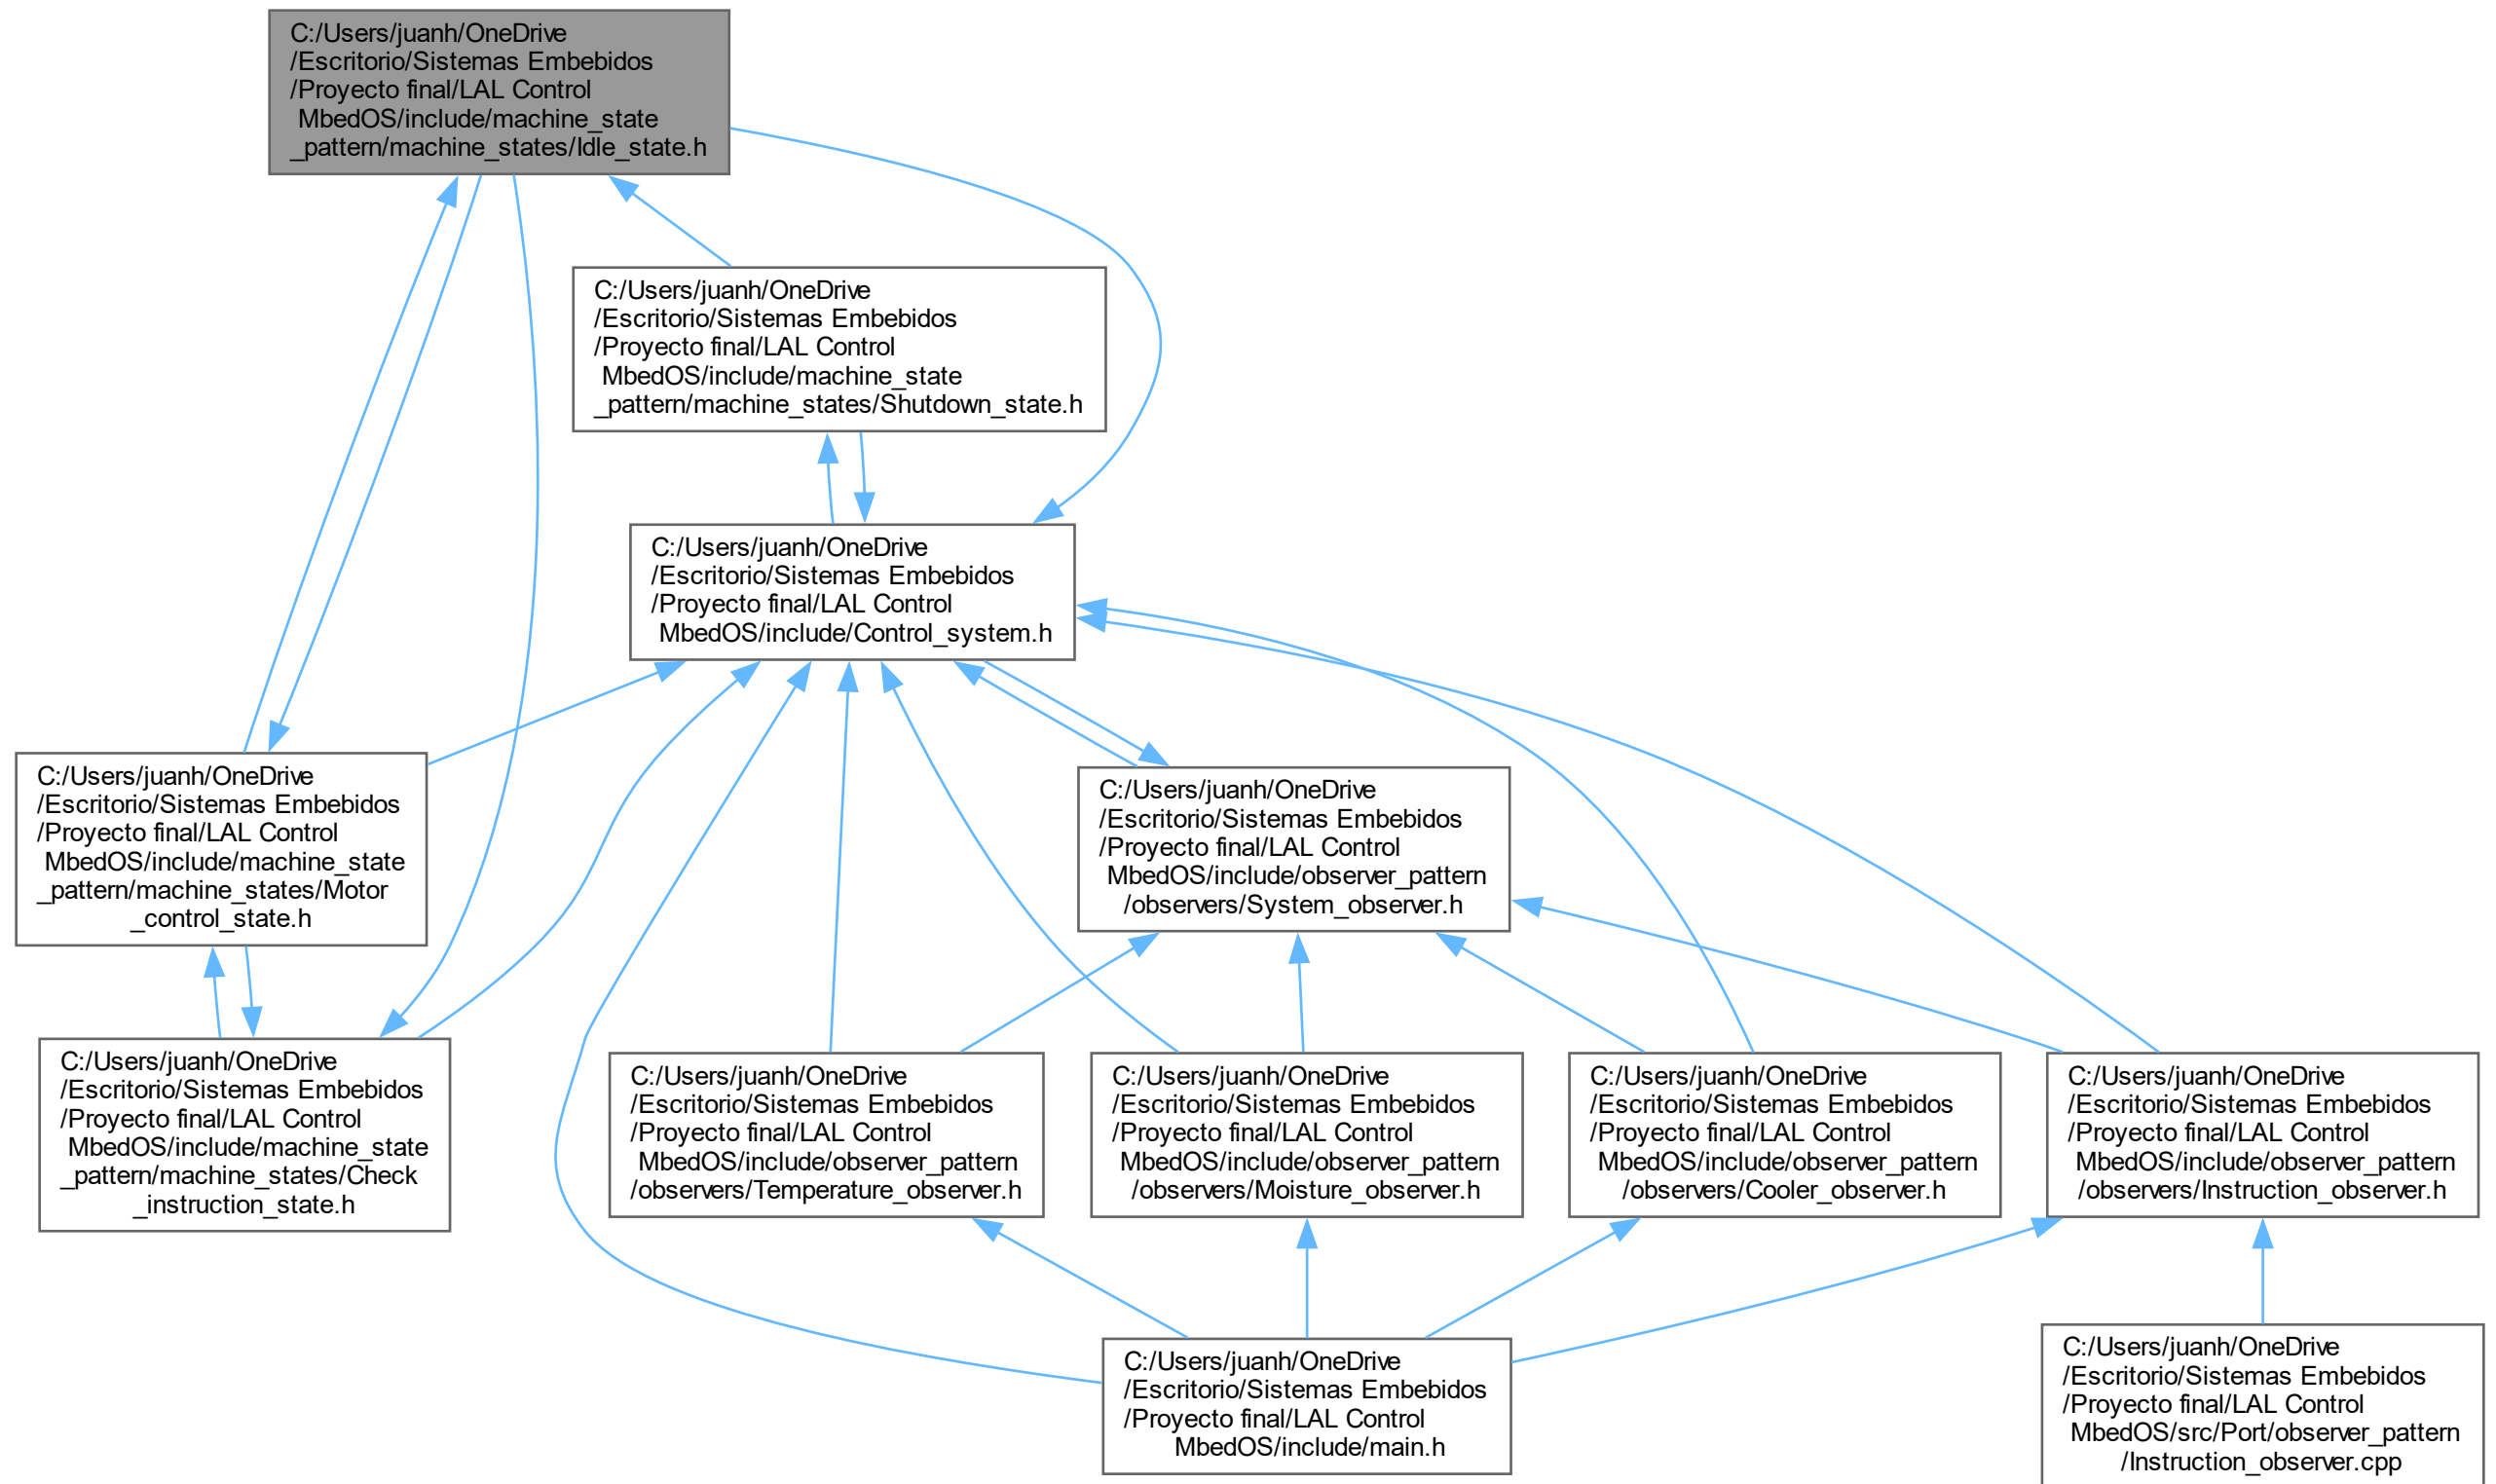 C:/Users/juanh/OneDrive
/Escritorio/Sistemas Embebidos
/Proyecto final/LAL Control
MbedOS/include/machine_state
_pattern/machine_states/Idle_state.h
C:/Users/juanh/OneDrive
/Escritorio/Sistemas Embebidos
/Proyecto final/LAL Control
MbedOS/include/machine_state
_pattern/machine_states/Shutdown_state.h
C:/Users/juanh/OneDrive
/Escritorio/Sistemas Embebidos
/Proyecto final/LAL Control
MbedOS/include/Control_system.h
C:/Users/juanh/OneDrive
/Escritorio/Sistemas Embebidos
/Proyecto final/LAL Control
MbedOS/include/machine_state
_pattern/machine_states/Motor
_control_state.h
C:/Users/juanh/OneDrive
/Escritorio/Sistemas Embebidos
/Proyecto final/LAL Control
MbedOS/include/observer_pattern
/observers/System_observer.h
C:/Users/juanh/OneDrive
/Escritorio/Sistemas Embebidos
/Proyecto final/LAL Control
MbedOS/include/machine_state
_pattern/machine_states/Check
_instruction_state.h
C:/Users/juanh/OneDrive
/Escritorio/Sistemas Embebidos
/Proyecto final/LAL Control
MbedOS/include/observer_pattern
/observers/Temperature_observer.h
C:/Users/juanh/OneDrive
/Escritorio/Sistemas Embebidos
/Proyecto final/LAL Control
MbedOS/include/observer_pattern
/observers/Moisture_observer.h
C:/Users/juanh/OneDrive
/Escritorio/Sistemas Embebidos
/Proyecto final/LAL Control
MbedOS/include/observer_pattern
/observers/Cooler_observer.h
C:/Users/juanh/OneDrive
/Escritorio/Sistemas Embebidos
/Proyecto final/LAL Control
MbedOS/include/observer_pattern
/observers/Instruction_observer.h
C:/Users/juanh/OneDrive
/Escritorio/Sistemas Embebidos
/Proyecto final/LAL Control
MbedOS/include/main.h
C:/Users/juanh/OneDrive
/Escritorio/Sistemas Embebidos
/Proyecto final/LAL Control
MbedOS/src/Port/observer_pattern
/Instruction_observer.cpp